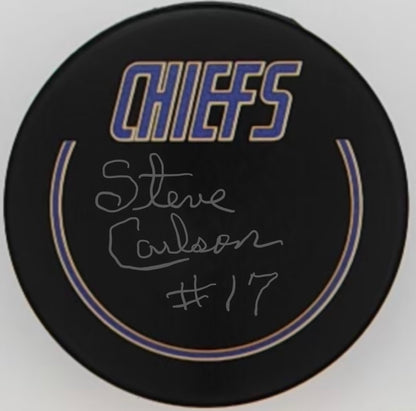 CHIEFS
Steve
Carlson
#17